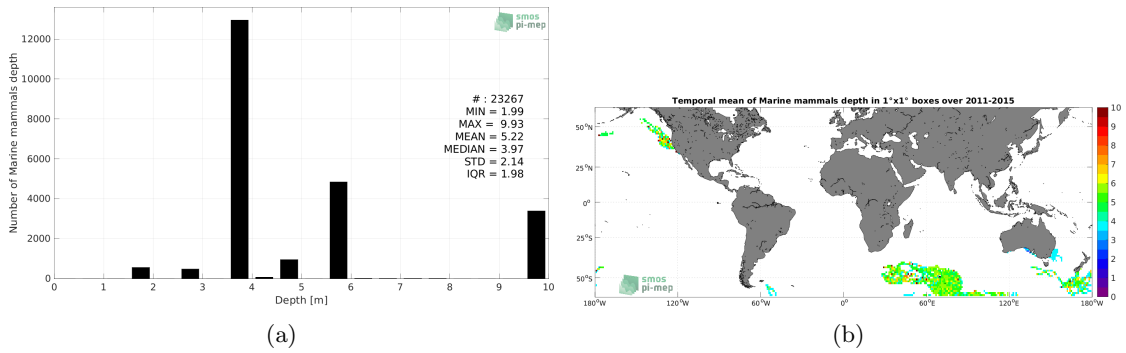 smos
pi-mep
12000
10000
8000
6000
4000
2000
0
Number of Marine mammals depth
# : 23267
MIN = 1.99
MAX = 9.93
MEAN = 5.22
MEDIAN = 3.97
STD = 2.14
IQR = 1.98
0 1 2 3 4 5 6 7 8 9 10
Depth [m]
(a)
Temporal mean of Marine mammals depth in 1°x1° boxes over 2011-2015
50°N
25°N
0°
25°S
50°S
180°W 120°W 60°W 0° 60°E 120°E 180°W
10
9
8
7
6
5
4
3
2
1
0
smos
pi-mep
(b)